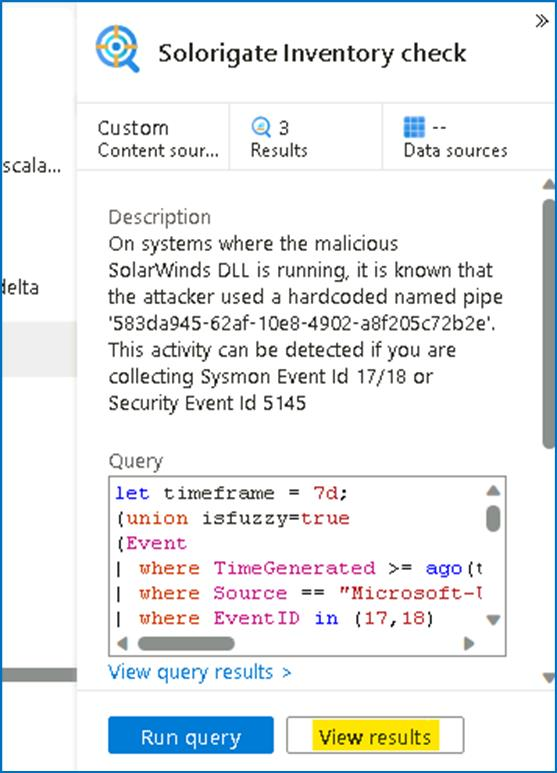 »
Solorigate Inventory check
Custom
Content sour...
3
Results
--
Data sources
scala...
delta
Description
On systems where the malicious
SolarWinds DLL is running, it is known that
the attacker used a hardcoded named pipe
'583da945-62af-10e8-4902-a8f205c72b2e'.
This activity can be detected if you are
collecting Sysmon Event Id 17/18 or
Security Event Id 5145
Query
let timeframe = 7d;
(union isfuzzy=true
(Event
| where TimeGenerated >= ago(t
| where Source == "Microsoft-
| where EventID in (17,18)
View query results >
Run query
View results